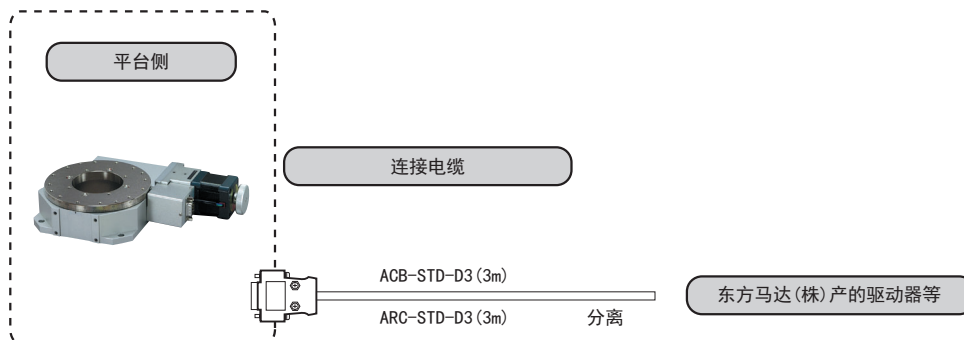 平台侧
连接电缆
ACB-STD-D3(3m)
东方马达(株)产的驱动器等
ARC-STD-D3(3m)
分离